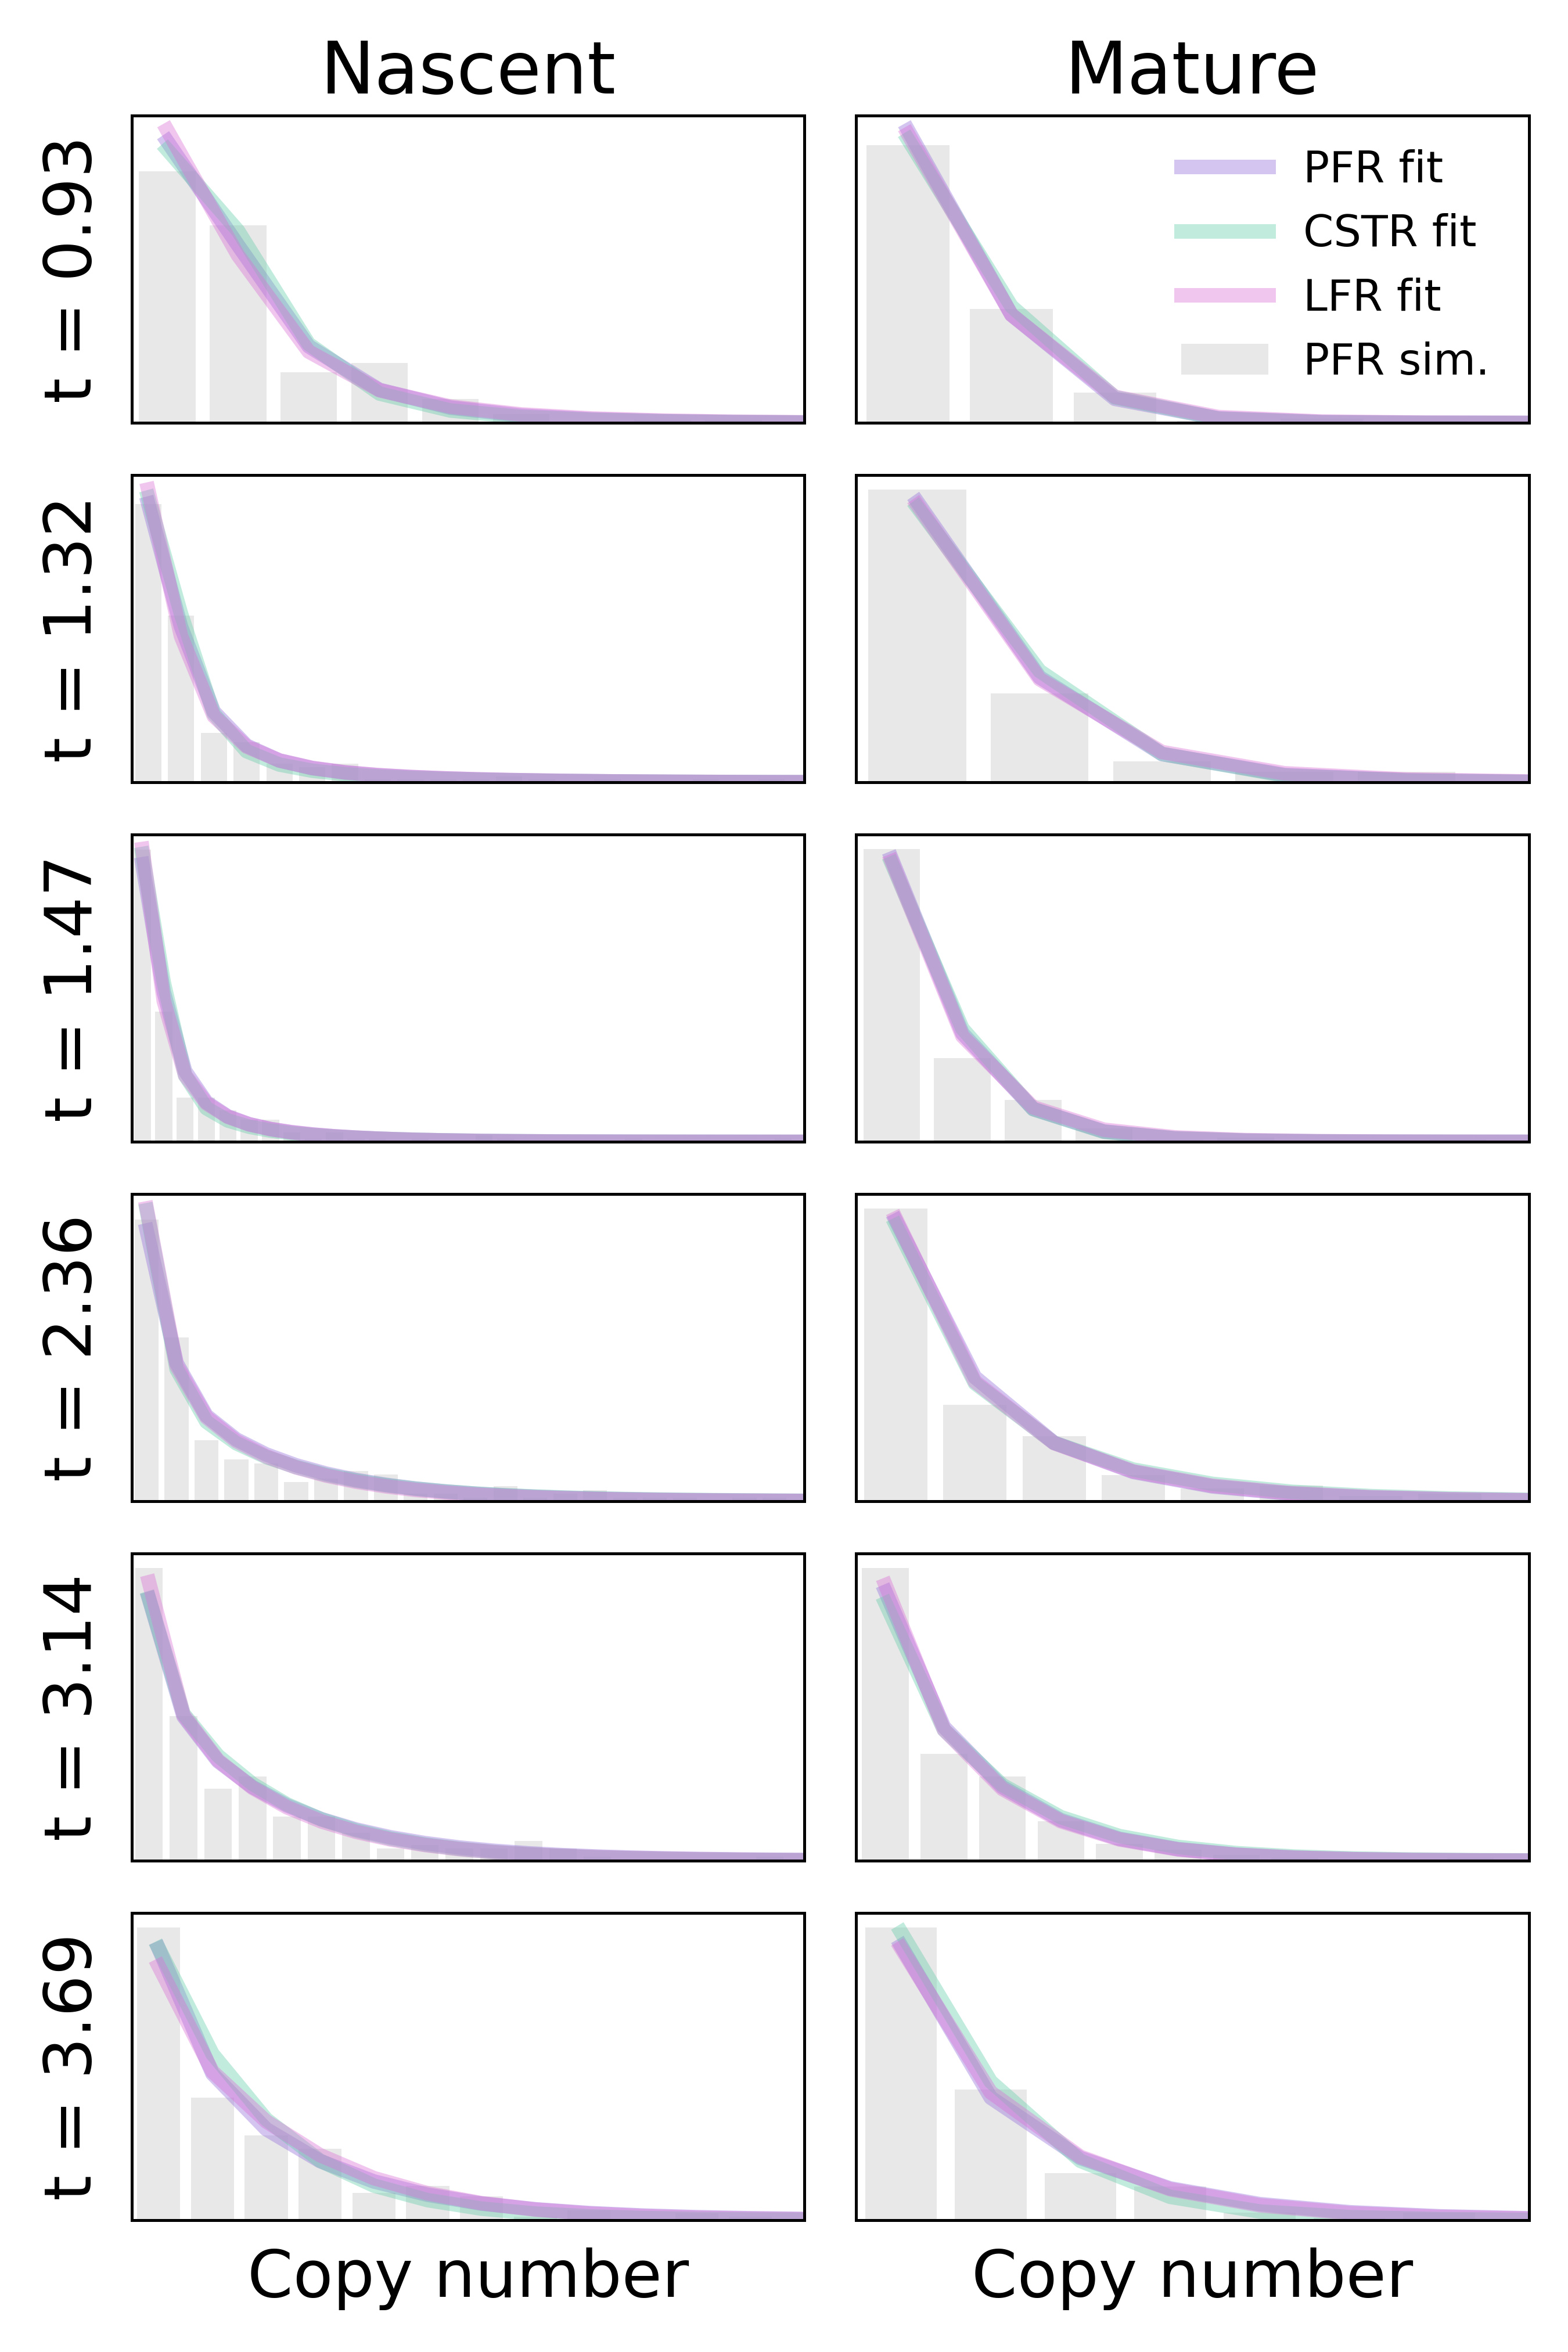 Nascent
Mature
t = 0.93
PFR fit
CSTR fit
LFR fit
PFR sim.
t = 1.32
t = 1.47
t = 2.36
t = 3.14
t = 3.69
Copy number
Copy number